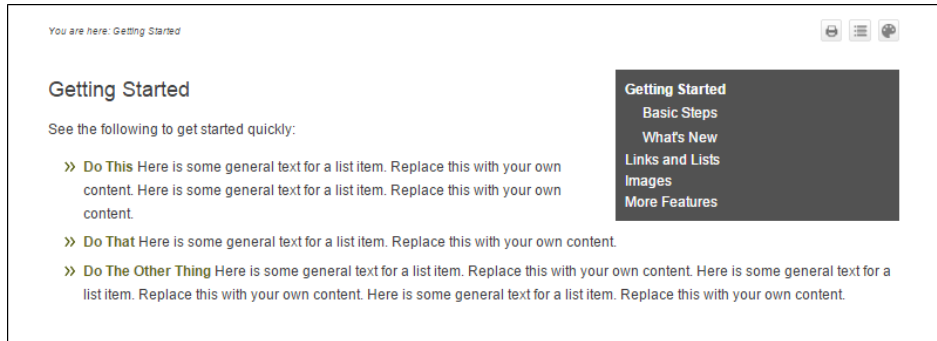 You are here: Getting Started
Getting Started
See the following to get started quickly:
Do This Here is some general text for a list item. Replace this with your own
content. Here is some general text for a list item. Replace this with your own
content.
Do That Here is some general text for a list item. Replace this with your own content.
Do The Other Thing Here is some general text for a list item. Replace this with your own content. Here is some general text for a
list item. Replace this with your own content. Here is some general text for a list item. Replace this with your own content.
Getting Started
Basic Steps
What's New
Links and Lists
Images
More Features